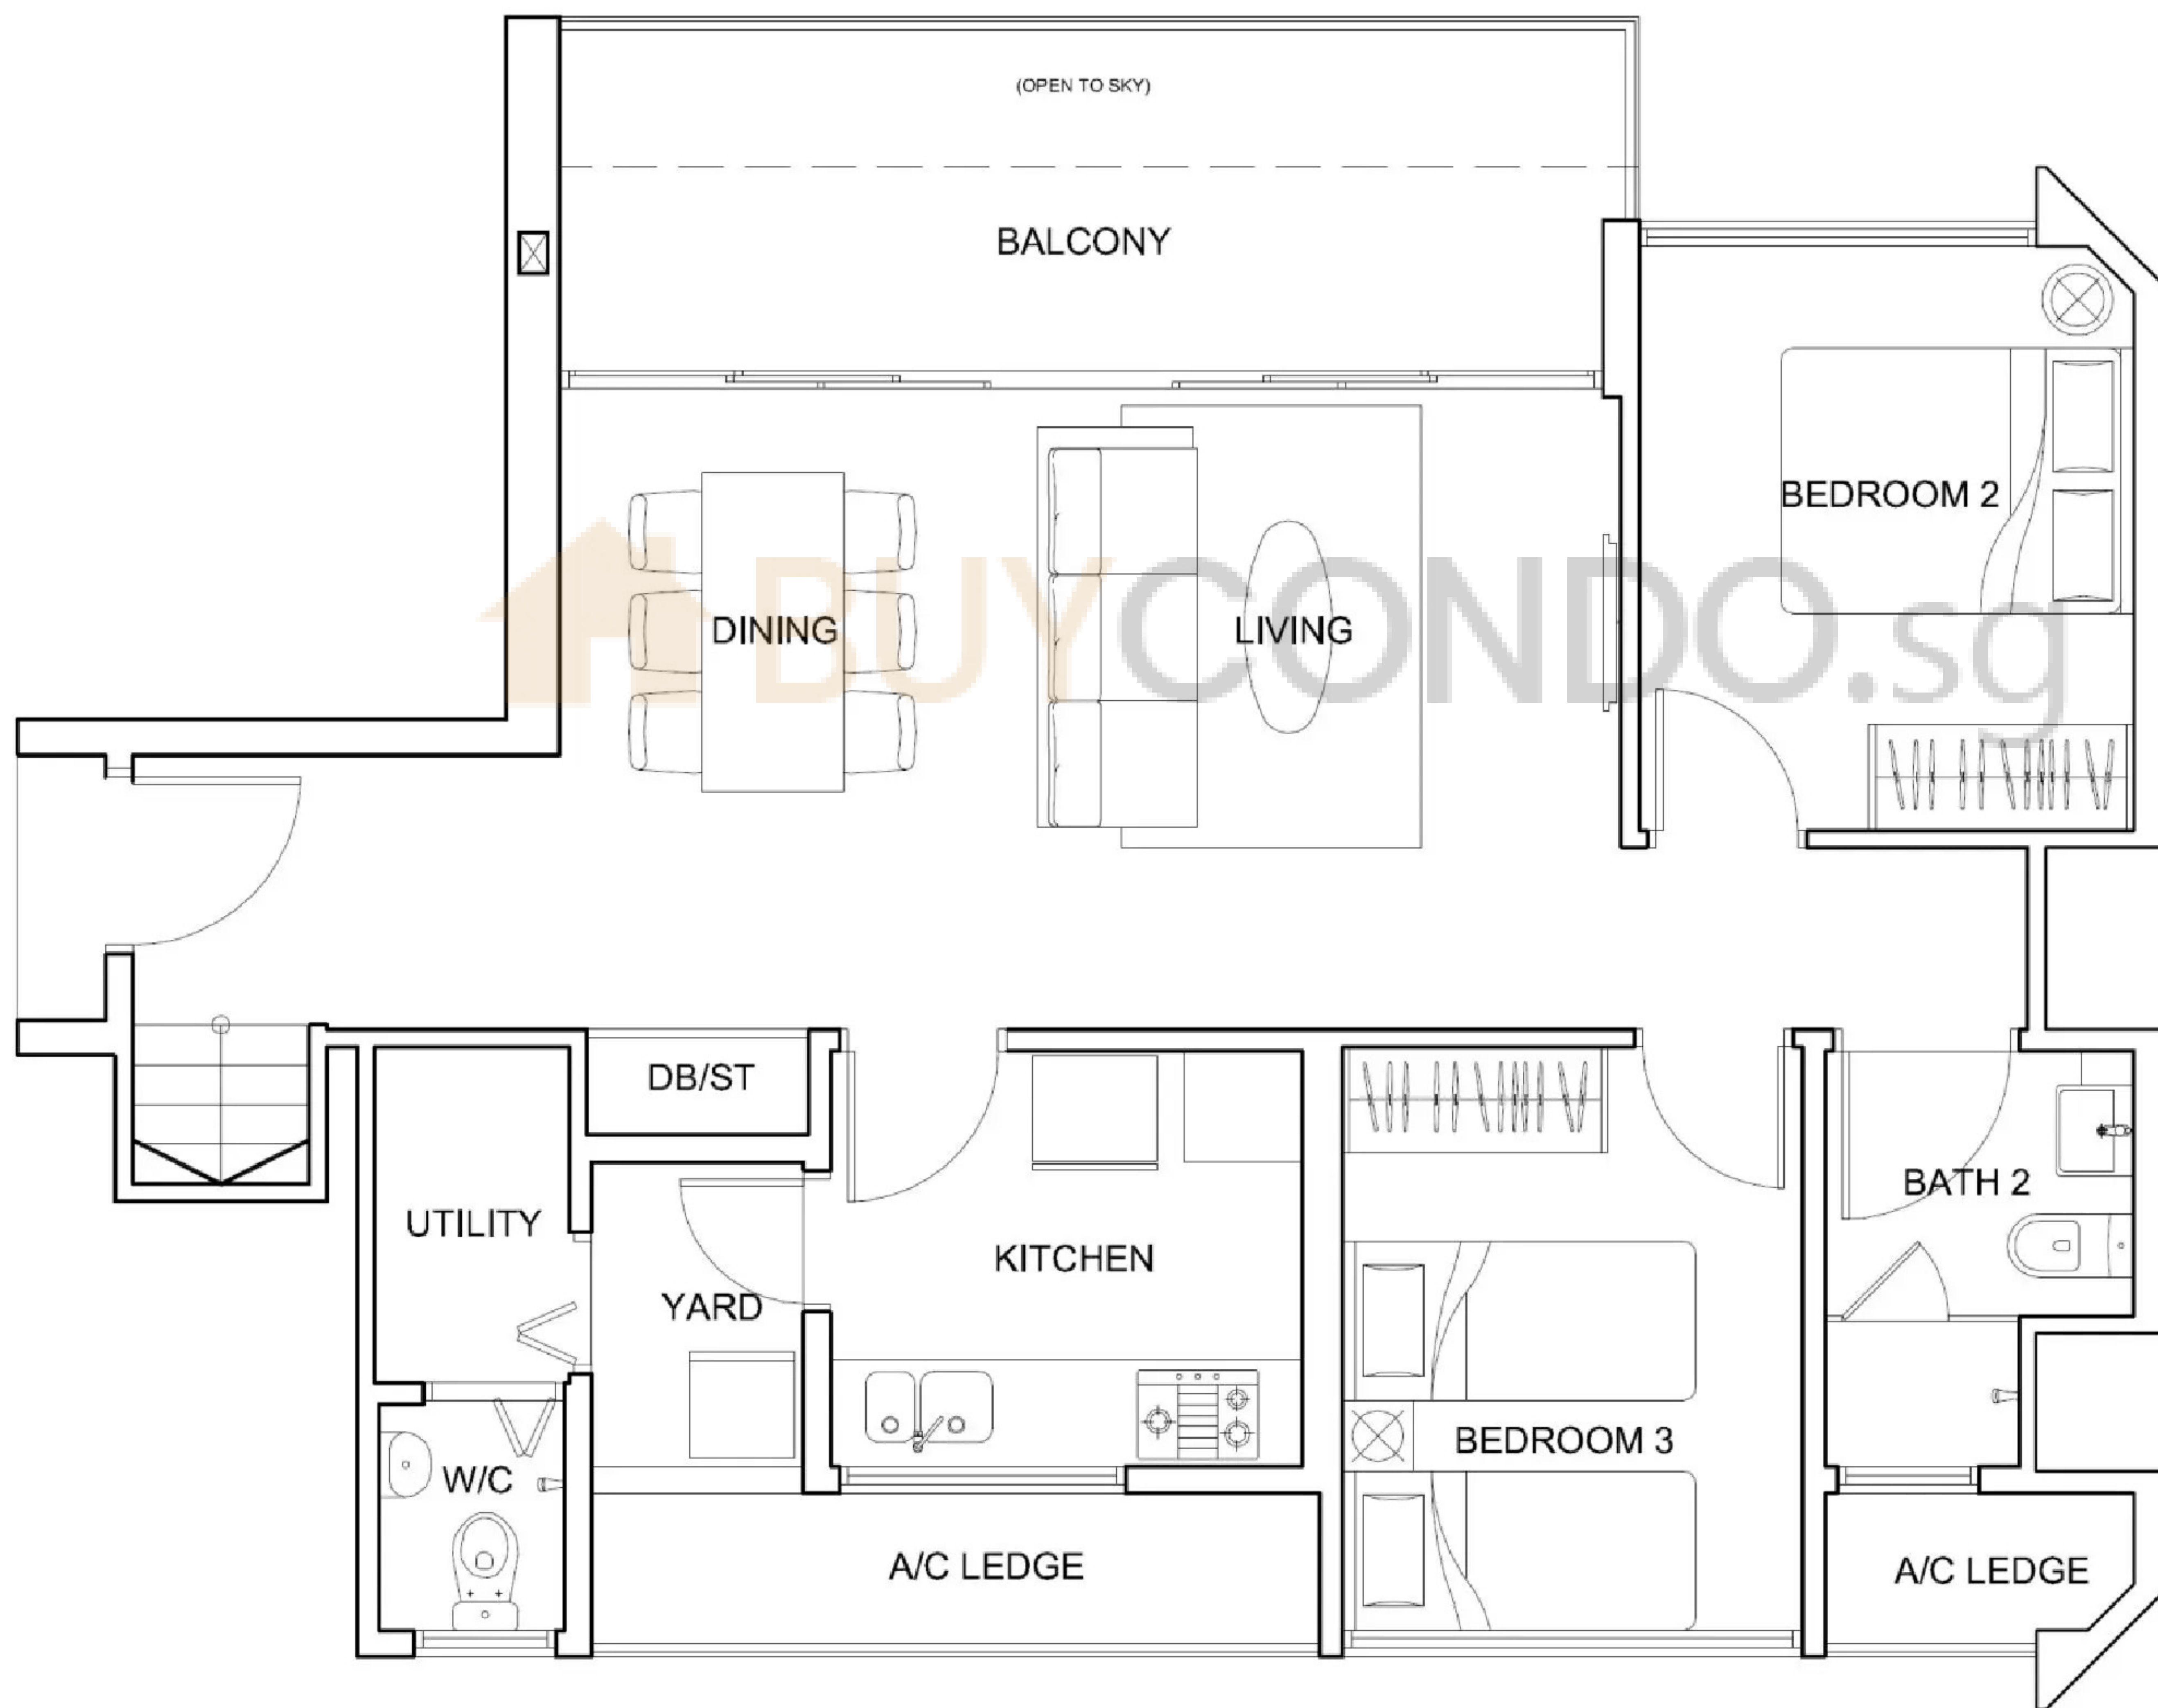 (OPEN TO SKY)
BALCONY
BEDROOM 2
BUYCONDO.sg
DINING
LIVING
DB/ST
BATH 2
UTILITY
KITCHEN
YARD
BEDROOM 3
W/C
A/C LEDGE
A/C LEDGE